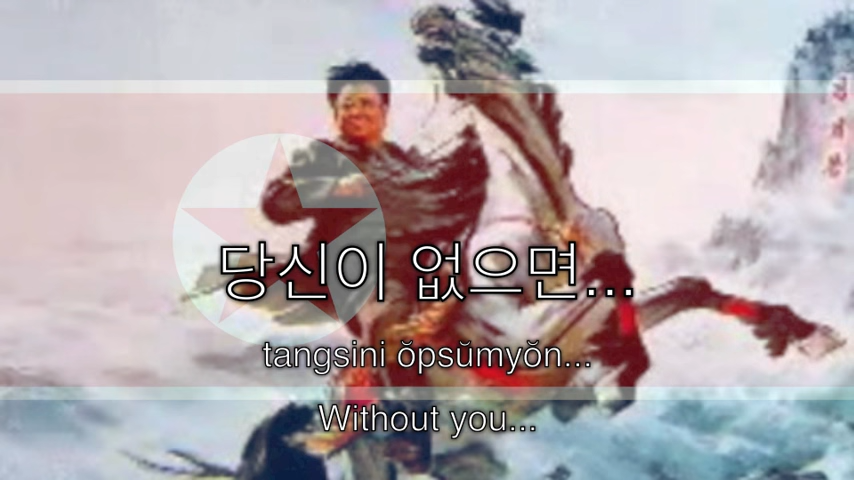 당신이 없으면...
tangsini ŏpsŭmyŏn...
Without you...